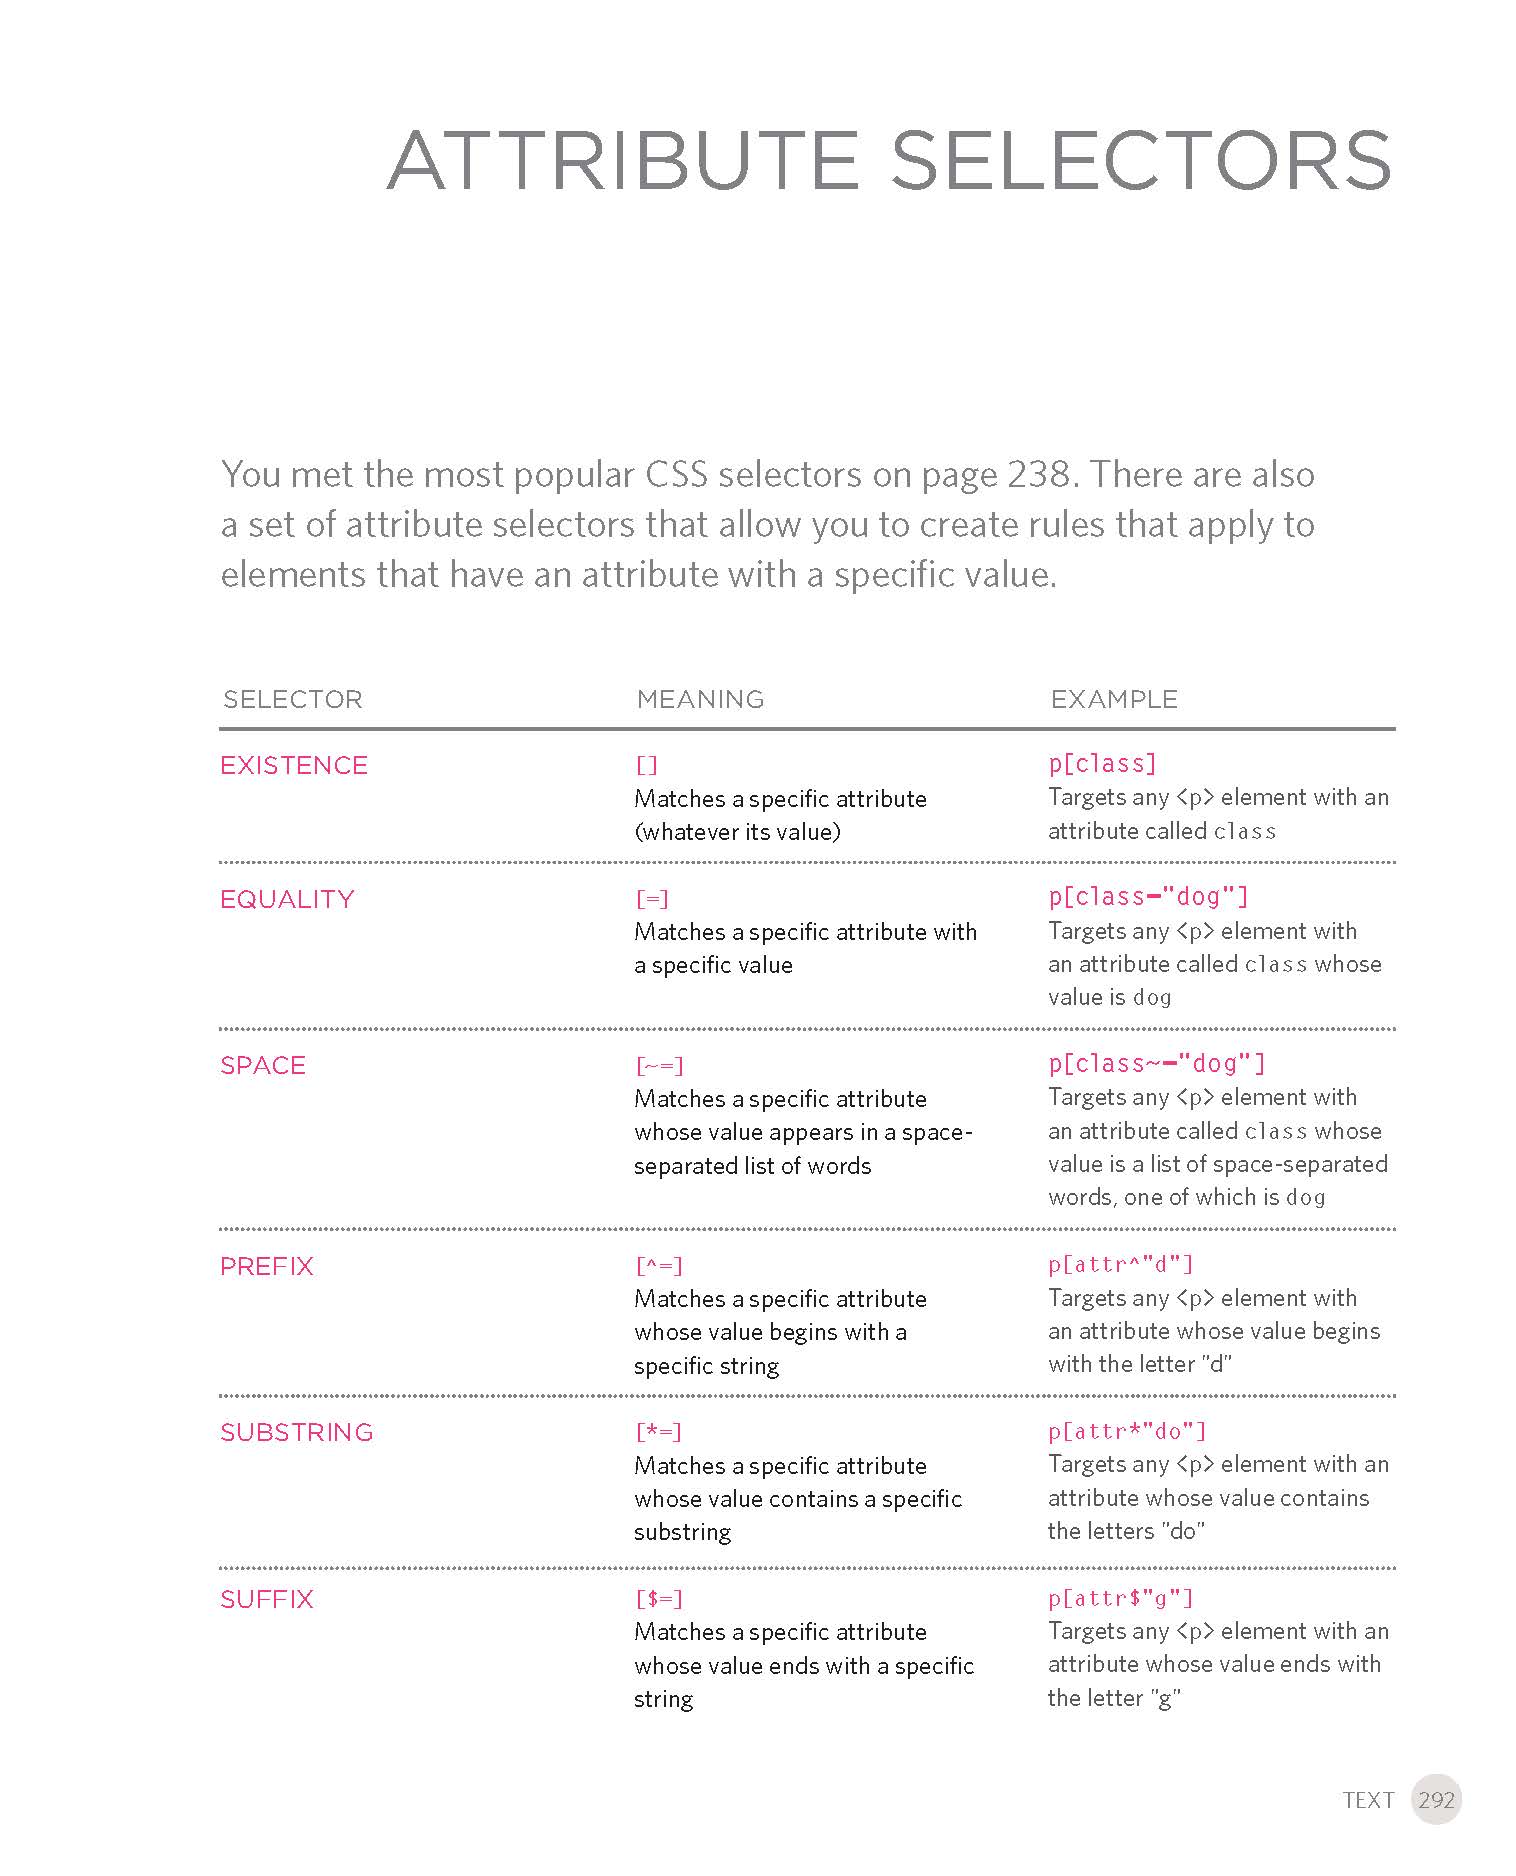 ATTRIBUTE SELECTORS
You met the most popular CSS selectors on page 238. There are also
a set of attribute selectors that allow you to create rules that apply to
elements that have an attribute with a specific value.
SELECTOR MEANING EXAMPLE
EXISTENCE
[]
Matches a specific attribute
(whatever its value)
p[class]
Targets any <p> element with an
attribute called class
EQUALITY
[=]
Matches a specific attribute with
a specific value
p[class="dog"]
Targets any <p> element with
an attribute called class whose
value is dog
SPACE
[~=]
Matches a specific attribute
whose value appears in a space-
separated list of words
p[class~="dog"]
Targets any <p> element with
an attribute called class whose
value is a list of space-separated
words, one of which is dog
PREFIX
[^=]
Matches a specific attribute
whose value begins with a
specific string
p[attr^"d"]
Targets any <p> element with
an attribute whose value begins
with the letter "d"
SUBSTRING
[*=]
Matches a specific attribute
whose value contains a specific
substring
p[attr*"do"]
Targets any <p> element with an
attribute whose value contains
the letters "do"
SUFFIX
[$=]
Matches a specific attribute
whose value ends with a specific
string
p[attr$"g"]
Targets any <p> element with an
attribute whose value ends with
the letter "g"
TEXT 292